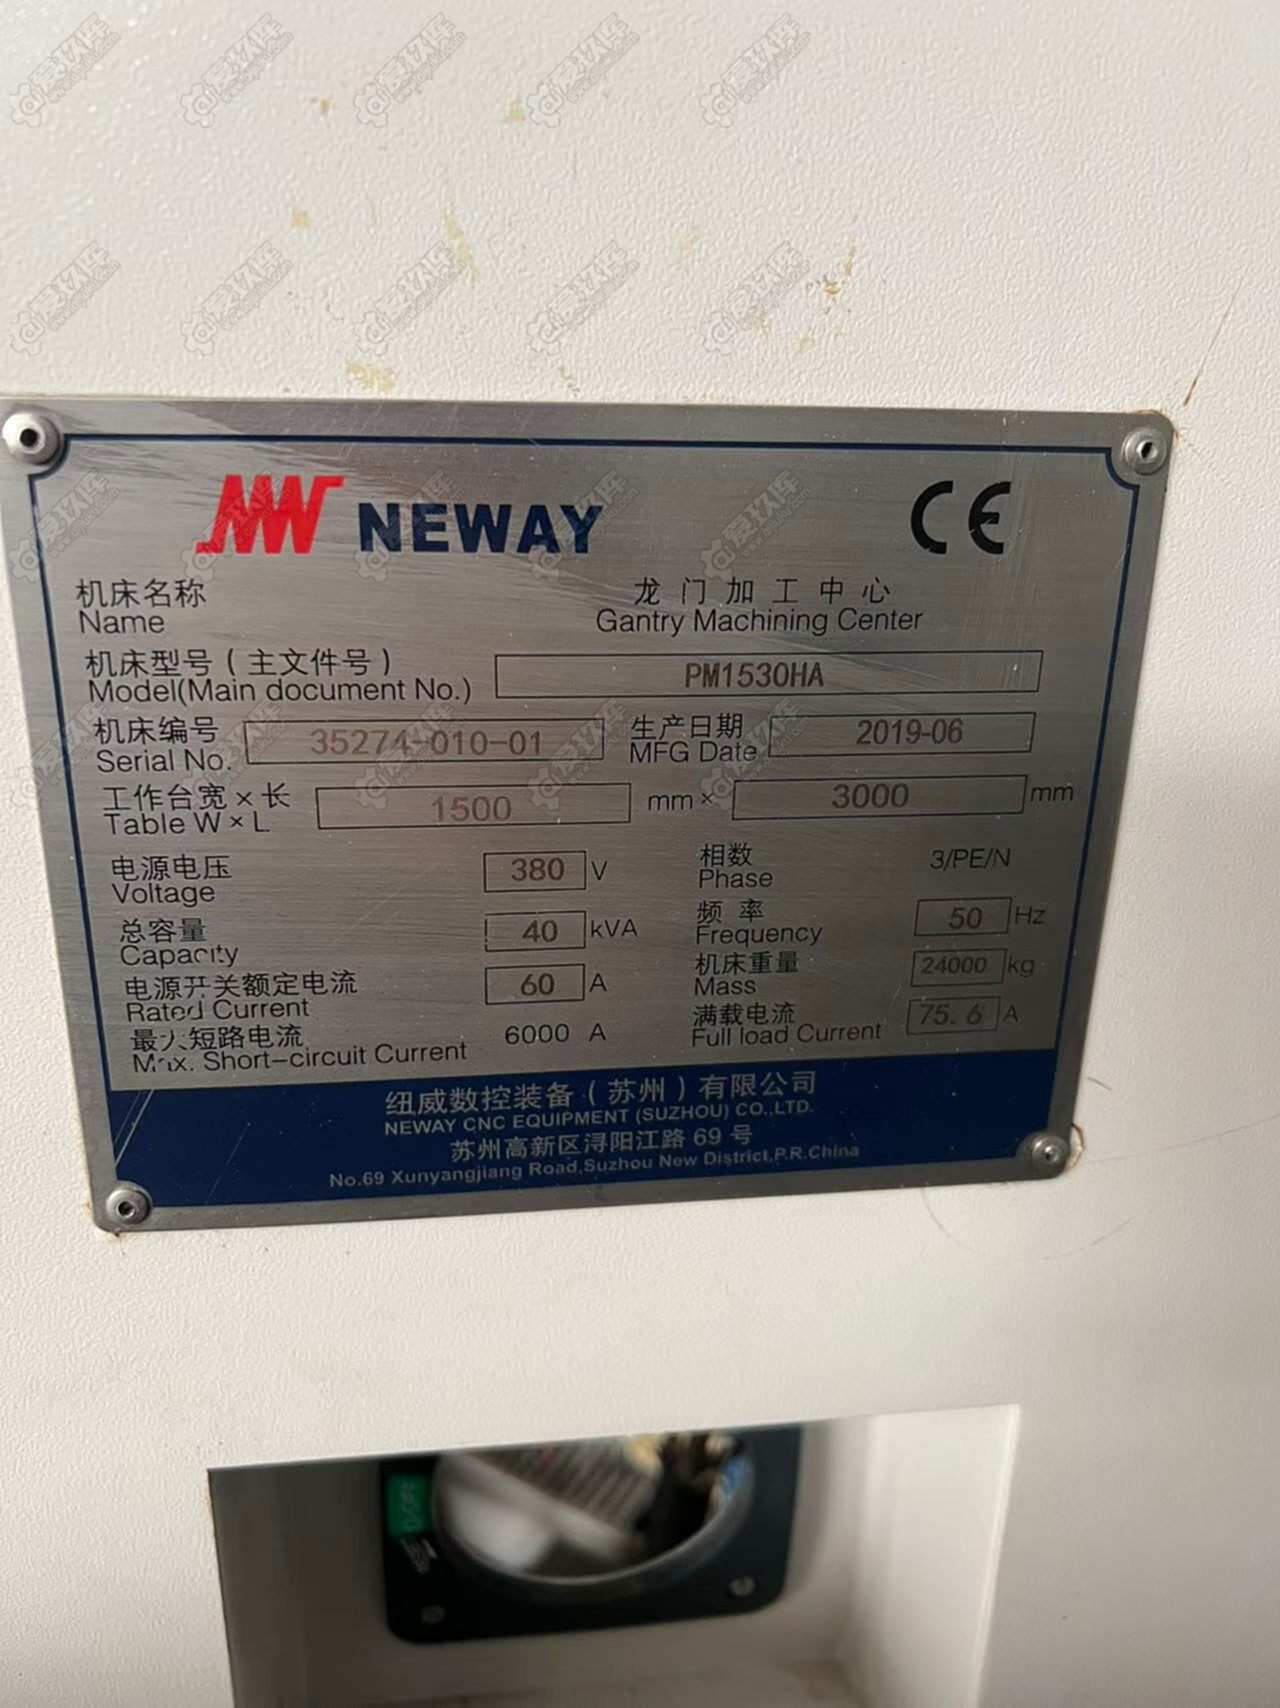 NW NEWAY CE
机床名称 龙门加工中心
Name Gantry Machining Center
机床型号（主文件号） PM1530HA
Model(Main document No.)
机床编号 35274-010-01 生产日期 2019-06
Serial No. MFG Date
工作台宽×长 1500 mm× 3000 mm
Table W×L
电源电压 380 V 相数 3/PE/N
Voltage Phase
总容量 40 kVA 频率 50 Hz
Capacity Frequency
电源开关额定电流 60 A 机床重量 24000 kg
Rated Current Mass
最大短路电流 6000 A 满载电流 75.6 A
Max. Short-circuit Current Full load Current
纽威数控装备（苏州）有限公司
NEWAY CNC EQUIPMENT (SUZHOU) CO.,LTD.
苏州高新区浔阳江路 69 号
No.69 Xunyangjiang Road,Suzhou New District,P.R.China